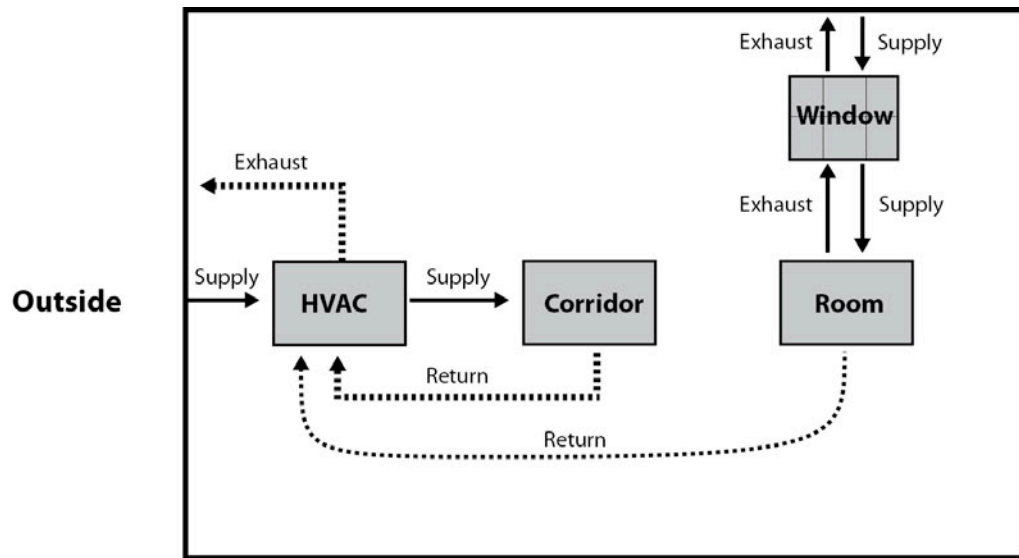 Exhaust
Supply
Window
Exhaust
Exhaust
Supply
Outside
Supply
HVAC
Supply
Corridor
Room
Return
Return